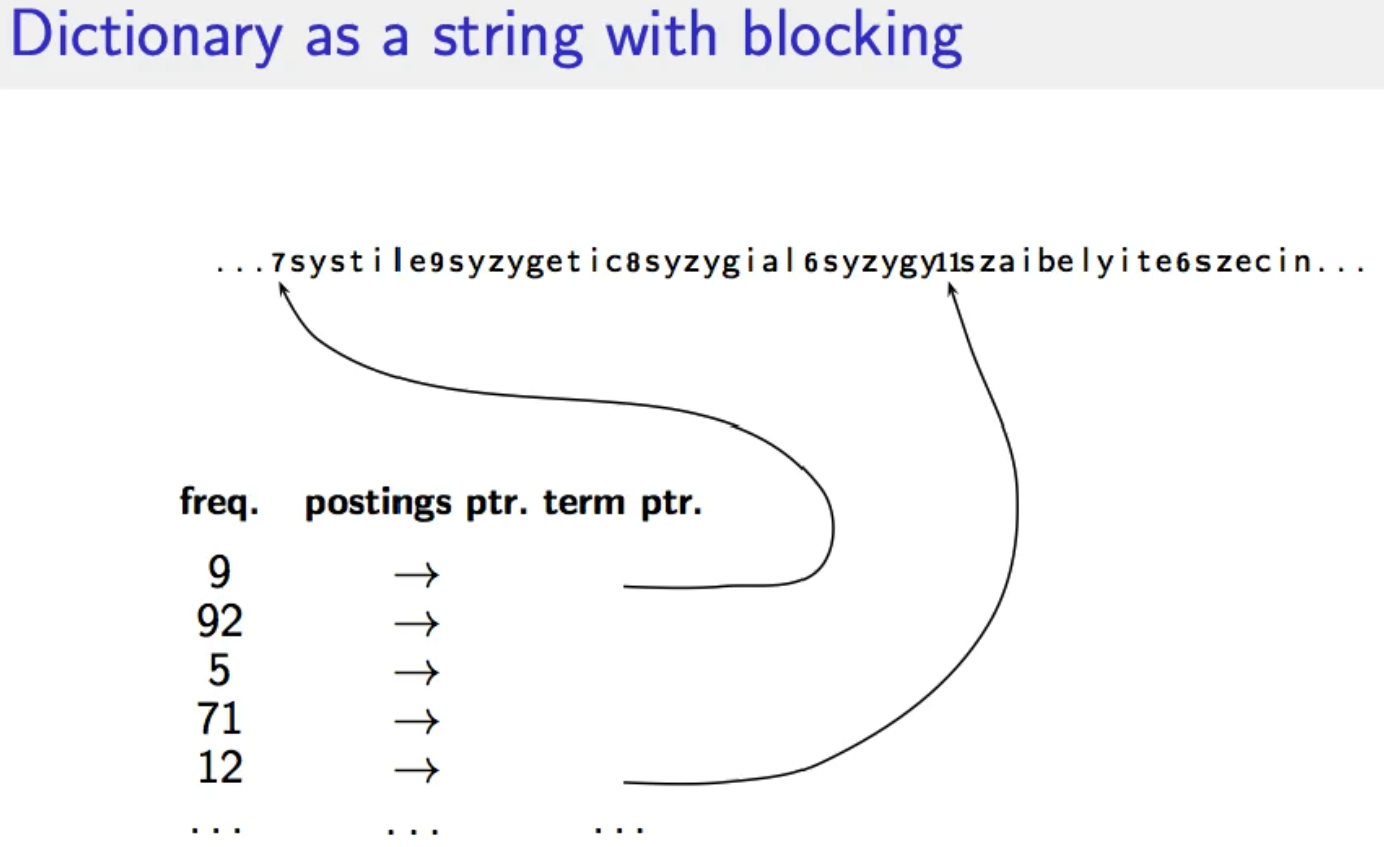 Dictionary as a string with blocking
...7systile9syzygetic8syzygial6syzygy11szaibelyite6szecin...
freq. postings ptr. term ptr.
9 →
92 →
5 →
71 →
12 →
... ... ...